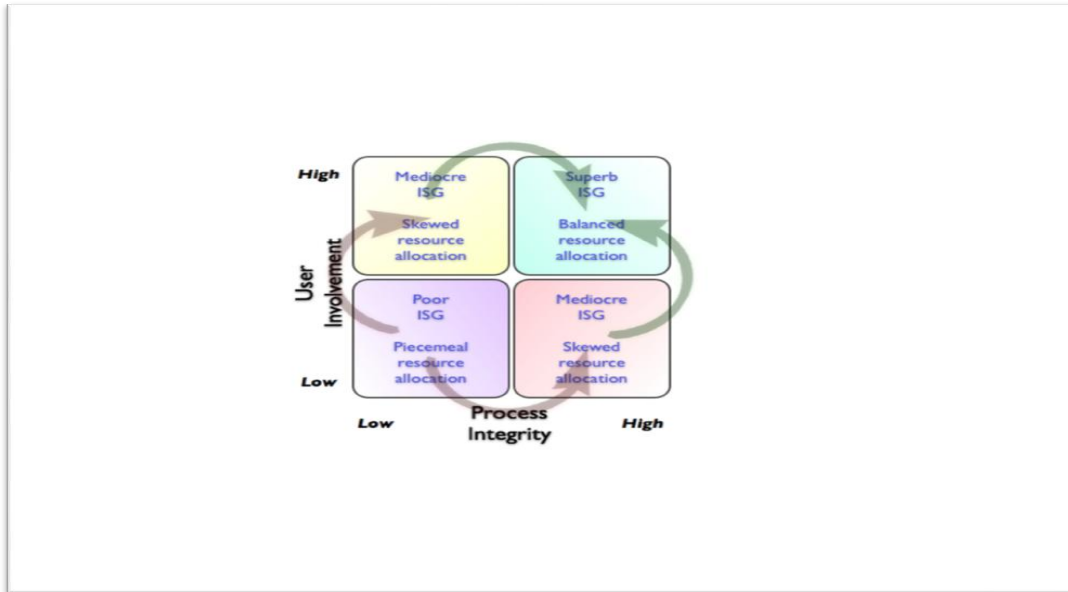 High
Mediocre
ISG
Skewed
resource
allocation
Superb
ISG
Balanced
resource
allocation
User
Involvement
Poor
ISG
Piecemeal
resource
allocation
Mediocre
ISG
Skewed
resource
allocation
Low
Low
Process
Integrity
High